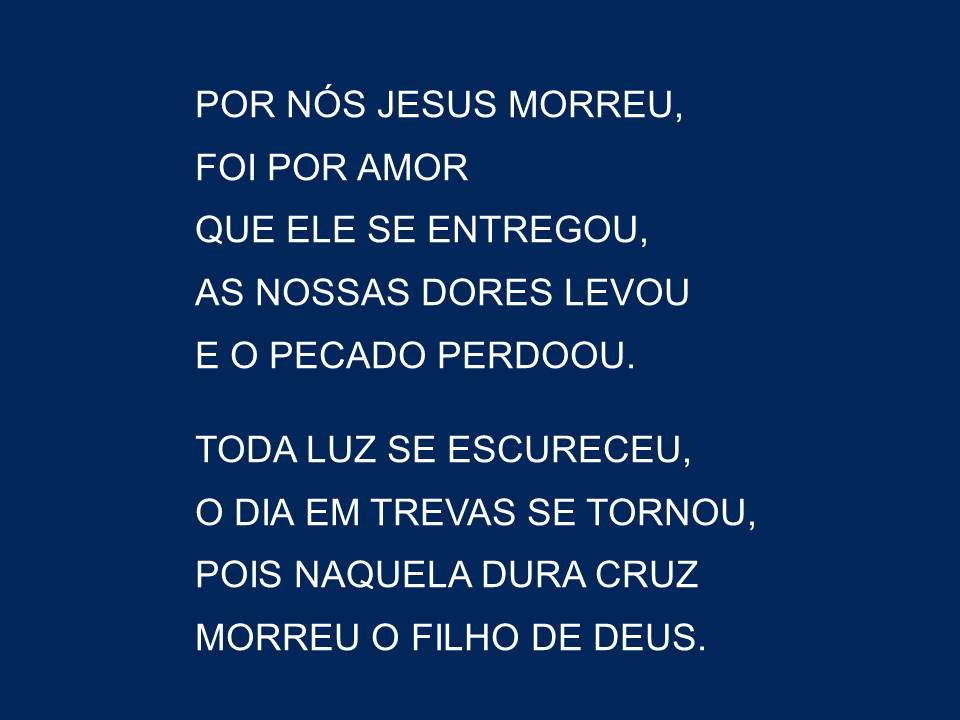 POR NÓS JESUS MORREU,
FOI POR AMOR
QUE ELE SE ENTREGOU,
AS NOSSAS DORES LEVOU
E O PECADO PERDOOU.
TODA LUZ SE ESCURECEU,
O DIA EM TREVAS SE TORNOU,
POIS NAQUELA DURA CRUZ
MORREU O FILHO DE DEUS.